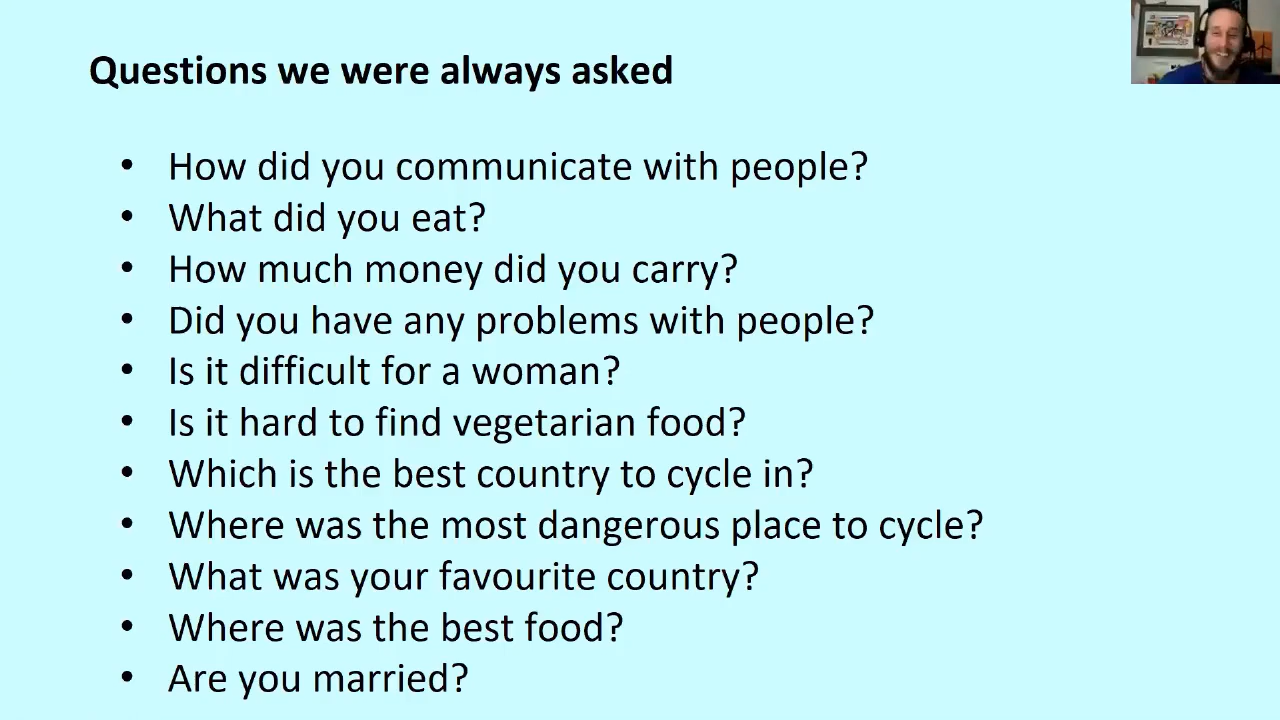 Questions we were always asked
• How did you communicate with people?
• What did you eat?
• How much money did you carry?
• Did you have any problems with people?
• Is it difficult for a woman?
• Is it hard to find vegetarian food?
• Which is the best country to cycle in?
• Where was the most dangerous place to cycle?
• What was your favourite country?
• Where was the best food?
• Are you married?